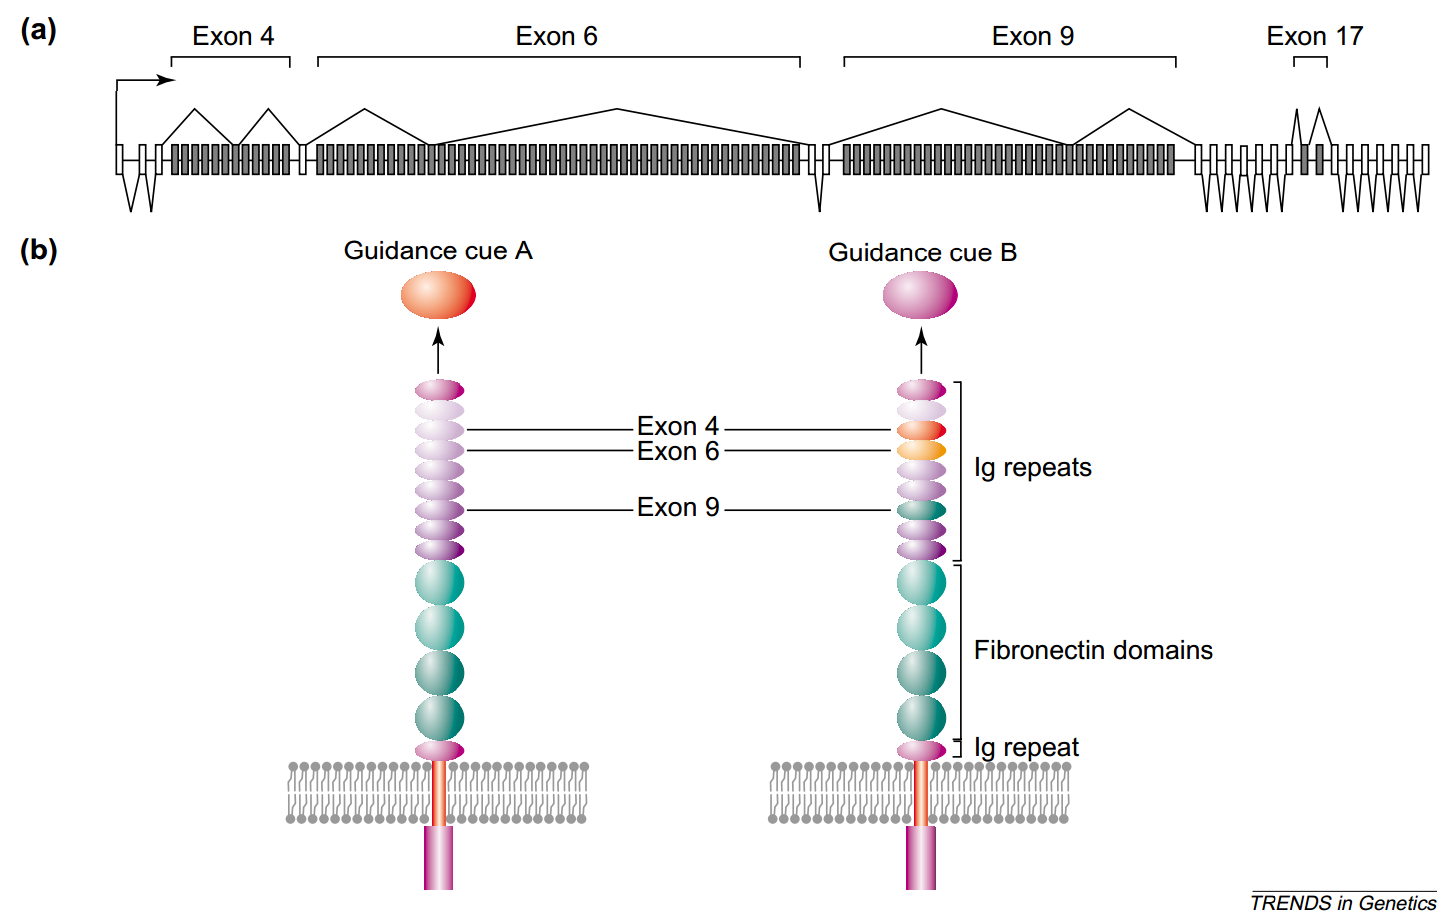 (a)
Exon 4
Exon 6
Exon 9
Exon 17
(b)
Guidance cue A
Guidance cue B
Exon 4
Exon 6
Ig repeats
Exon 9
Fibronectin domains
Ig repeat
TRENDS in Genetics